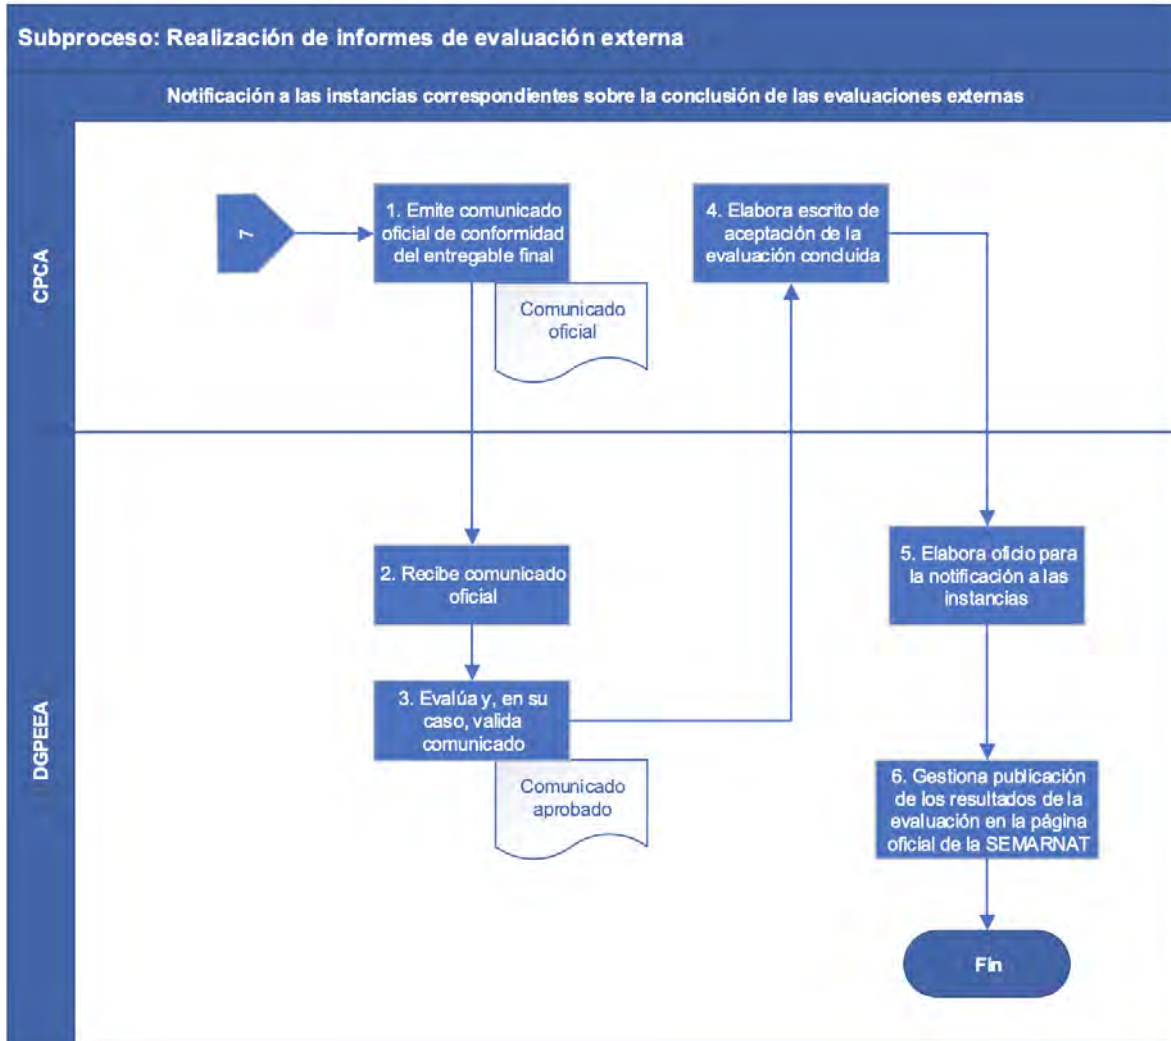 Subproceso: Realización de informes de evaluación externa
Notificación a las instancias correspondientes sobre la conclusión de las evaluaciones externas
CPCA
7
1. Emite comunicado
oficial de conformidad
del entregable final
Comunicado
oficial
4. Elabora escrito de
aceptación de la
evaluación concluida
DGPEEA
2. Recibe comunicado
oficial
3. Evalúa y, en su
caso, valida
comunicado
Comunicado
aprobado
5. Elabora oficio para
la notificación a las
instancias
6. Gestiona publicación
de los resultados de la
evaluación en la página
oficial de la SEMARNAT
Fin